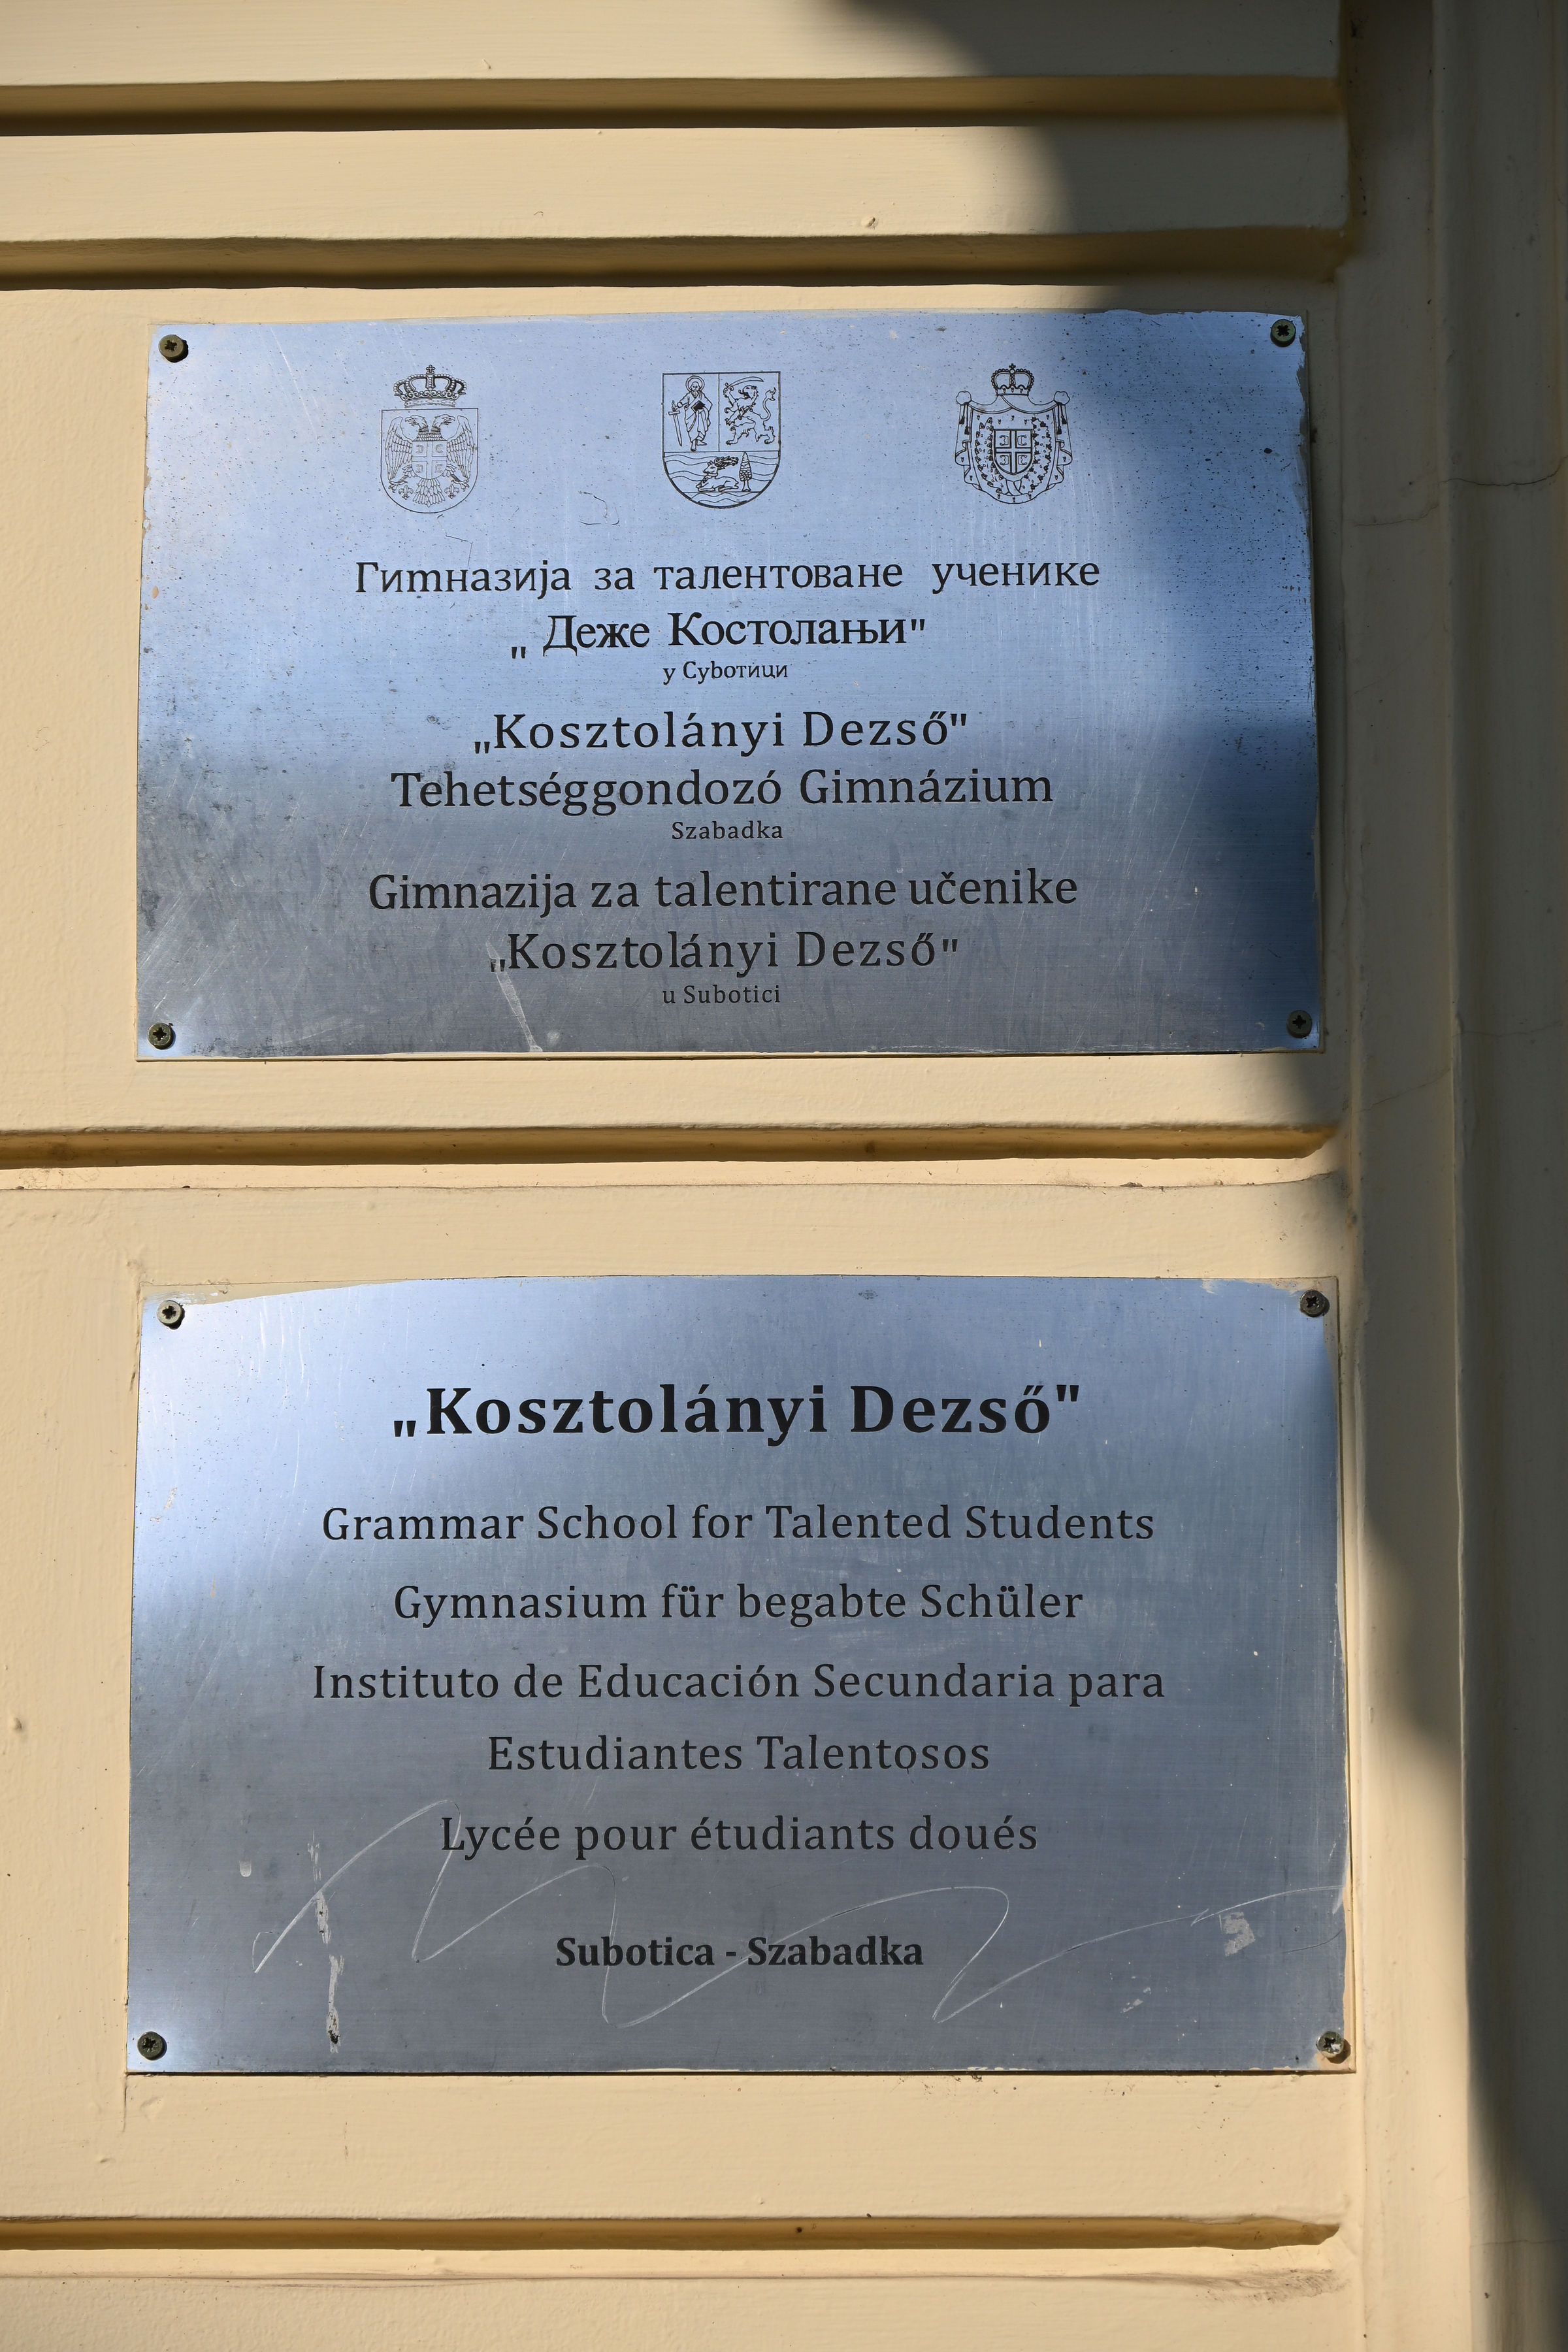 Гитназија за талентоване ученике
„ Деже Костолањи"
у Суботици
„Kosztolányi Dezső"
Tehetséggondozó Gimnázium
Szabadka
Gimnazija za talentirane učenike
„Kosztolányi Dezső"
u Subotici
„Kosztolányi Dezső"
Grammar School for Talented Students
Gymnasium für begabte Schüler
Instituto de Educación Secundaria para
Estudiantes Talentosos
Lycée pour étudiants doués
Subotica - Szabadka